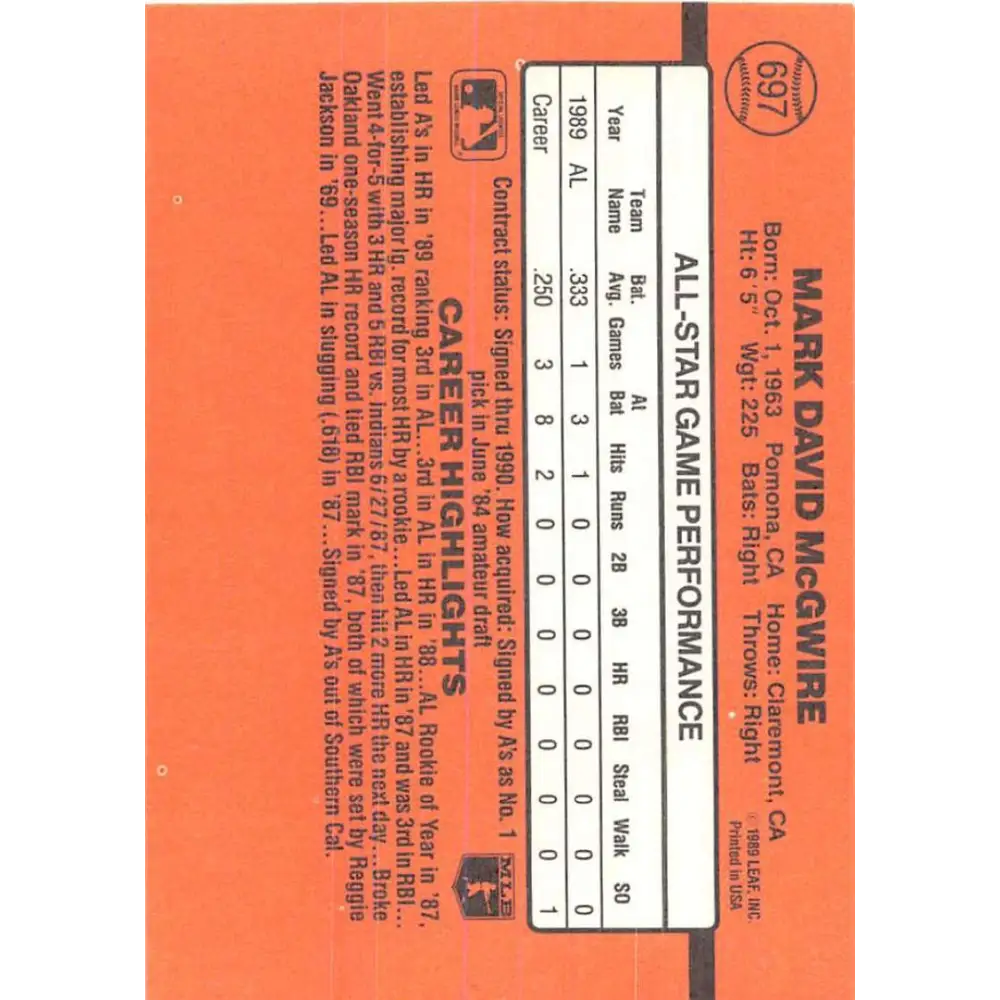 697
MARK DAVID McGWIRE
Born: Oct. 1, 1963 Pomona, CA Home: Claremont, CA
Ht: 6'5" Wgt: 225 Bats: Right Throws: Right
© 1989 LEAF, INC.
Printed in USA
ALL-STAR GAME PERFORMANCE
Year Team Name Bat. Avg. Games At Bat Hits Runs 2B 3B HR RBI Steal Walk SO
1989 AL .333 1 3 1 0 0 0 0 0 0 0 0
Career .250 3 8 2 0 0 0 0 0 0 0 1
Contract status: Signed thru 1990. How acquired: Signed by A's as No. 1
pick in June '84 amateur draft
MLB
CAREER HIGHLIGHTS
Led A's in HR in '89 ranking 3rd in AL...3rd in AL in HR in '88...AL Rookie of Year in '87,
establishing major lg. record for most HR by a rookie...Led AL in HR in '87 and was 3rd in RBI...
Went 4-for-5 with 3 HR and 5 RBI vs. Indians 6/27/87, then hit 2 more HR the next day...Broke
Oakland one-season HR record and tied RBI mark in '87, both of which were set by Reggie
Jackson in '69...Led AL in slugging (.618) in '87...Signed by A's out of Southern Cal.